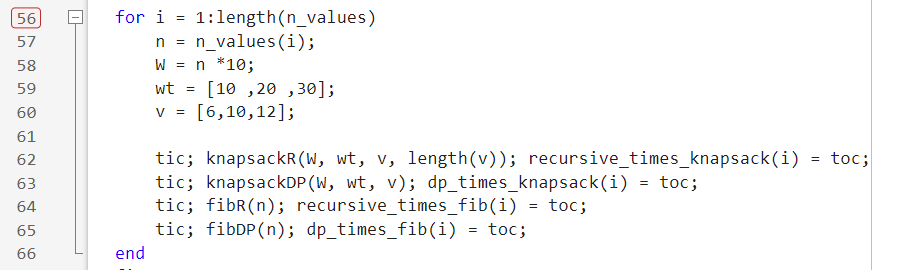 56 for i = 1:length(n_values)
57 n = n_values(i);
58 W = n *10;
59 wt = [10 ,20 ,30];
60 v = [6,10,12];
61
62 tic; knapsackR(W, wt, v, length(v)); recursive_times_knapsack(i) = toc;
63 tic; knapsackDP(W, wt, v); dp_times_knapsack(i) = toc;
64 tic; fibR(n); recursive_times_fib(i) = toc;
65 tic; fibDP(n); dp_times_fib(i) = toc;
66 end